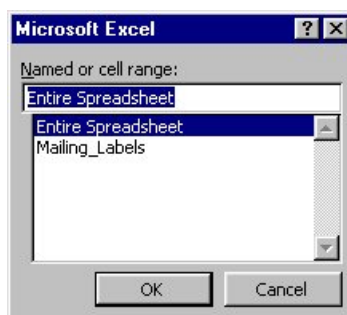 Microsoft Excel
Named or cell range:
Entire Spreadsheet
Entire Spreadsheet
Mailing_Labels
OK Cancel